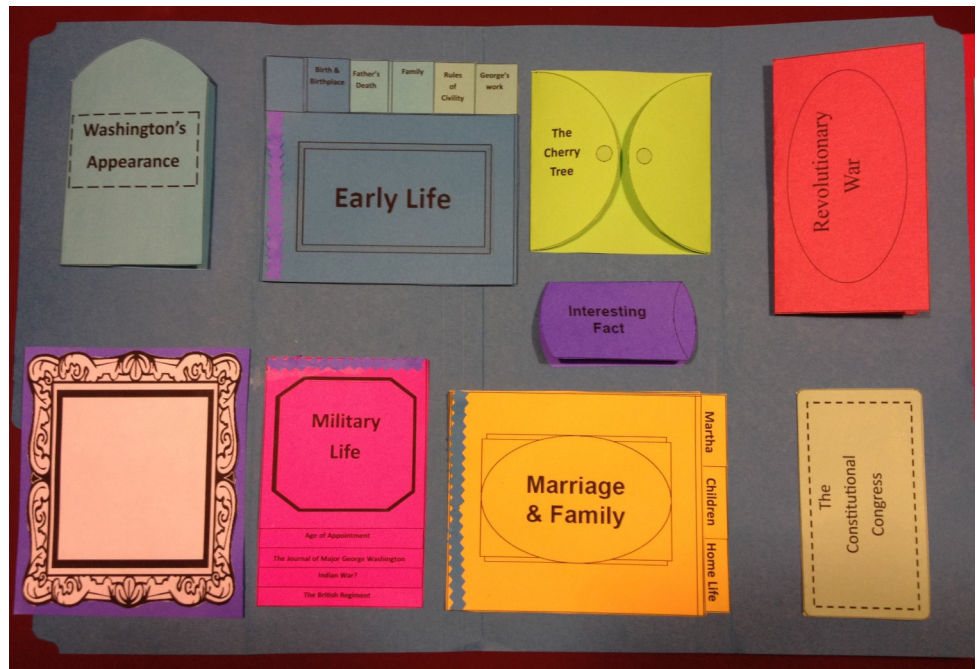 Washington's
Appearance
Birth &
Birthplace
Father's
Death
Family
Rules
of
Civility
George's
work
Early Life
The
Cherry
Tree
Revolutionary
War
Interesting
Fact
Military
Life
Age of Appointment
The Journal of Major George Washington
Indian War?
The British Regiment
Marriage
& Family
Martha
Children
Home Life
The
Constitutional
Congress